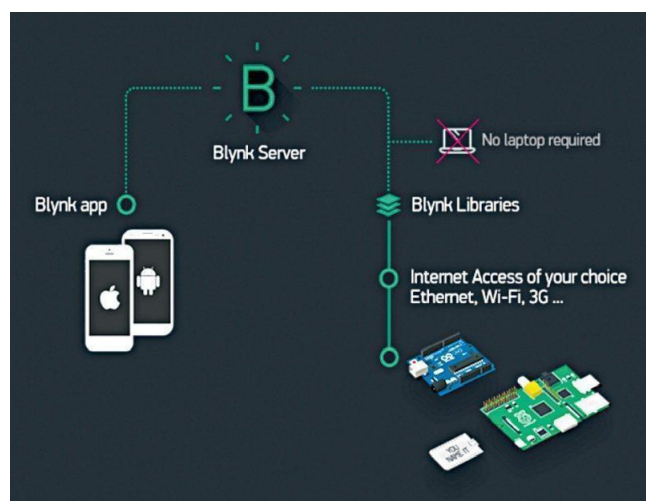 B
Blynk Server
No laptop required
Blynk app
Blynk Libraries
Internet Access of your choice
Ethernet, Wi-Fi, 3G ...
YOU
NAME IT